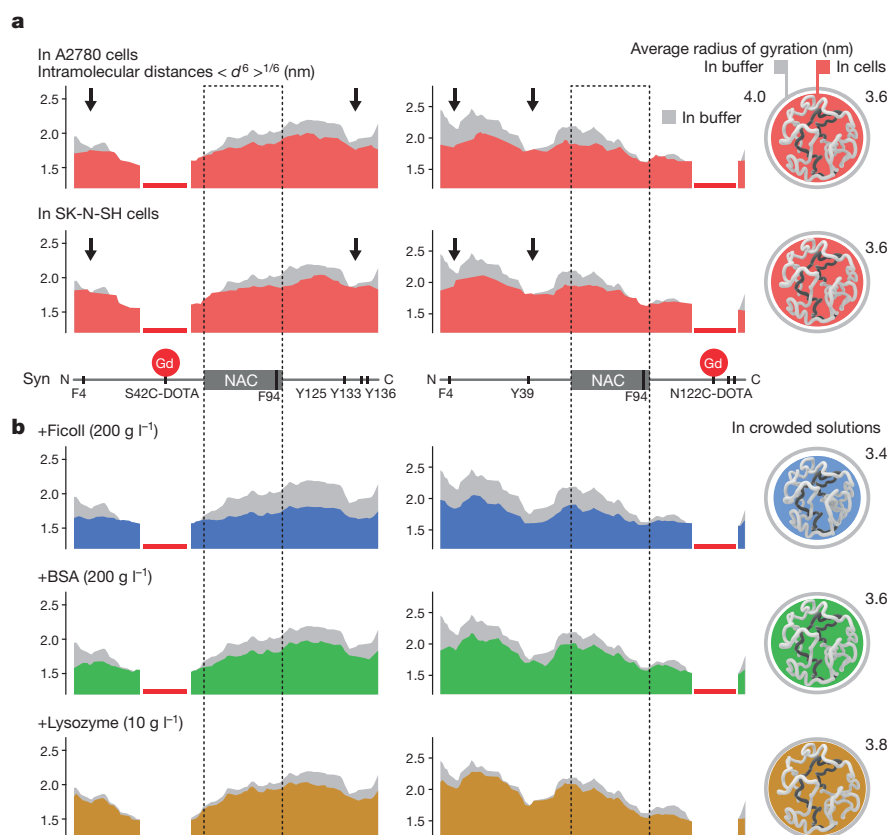 a
In A2780 cells
Intramolecular distances < d⁶ >¹/⁶ (nm)
Average radius of gyration (nm)
In buffer In cells
4.0 3.6
In buffer
2.5 2.5
2.0 2.0
1.5 1.5
In SK-N-SH cells
3.6
2.5 2.5
2.0 2.0
1.5 1.5
Gd Gd
Syn N NAC C N NAC C
F4 S42C-DOTA F94 Y125 Y133 Y136 F4 Y39 F94 N122C-DOTA
b
+Ficoll (200 g l⁻¹) In crowded solutions
3.4
2.5 2.5
2.0 2.0
1.5 1.5
+BSA (200 g l⁻¹)
3.6
2.5 2.5
2.0 2.0
1.5 1.5
+Lysozyme (10 g l⁻¹)
3.8
2.5 2.5
2.0 2.0
1.5 1.5